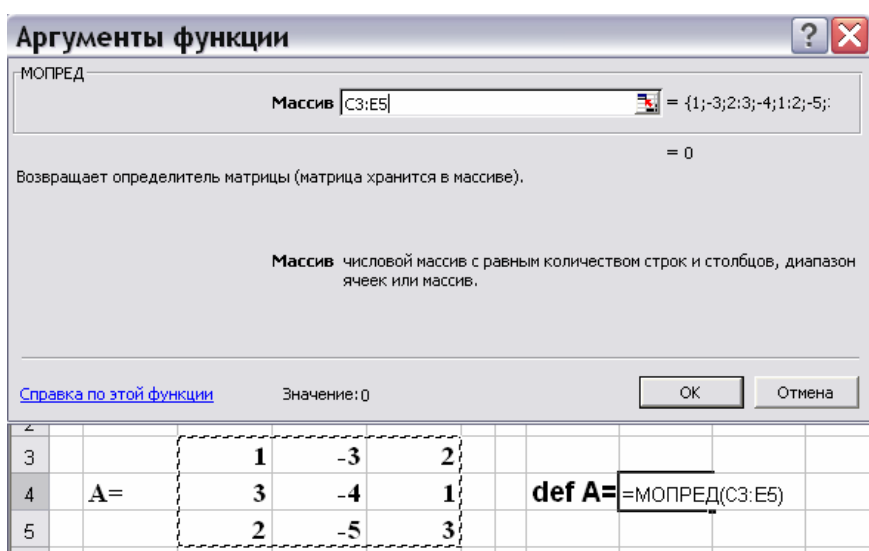 Аргументы функции
МОПРЕД
Массив C3:E5 = {1;-3;2:3;-4;1:2;-5;
= 0
Возвращает определитель матрицы (матрица хранится в массиве).
Массив числовой массив с равным количеством строк и столбцов, диапазон
ячеек или массив.
Справка по этой функции Значение:0 ОК Отмена
3 1 -3 2
4 A= 3 -4 1 def A= =МОПРЕД(C3:E5)
5 2 -5 3